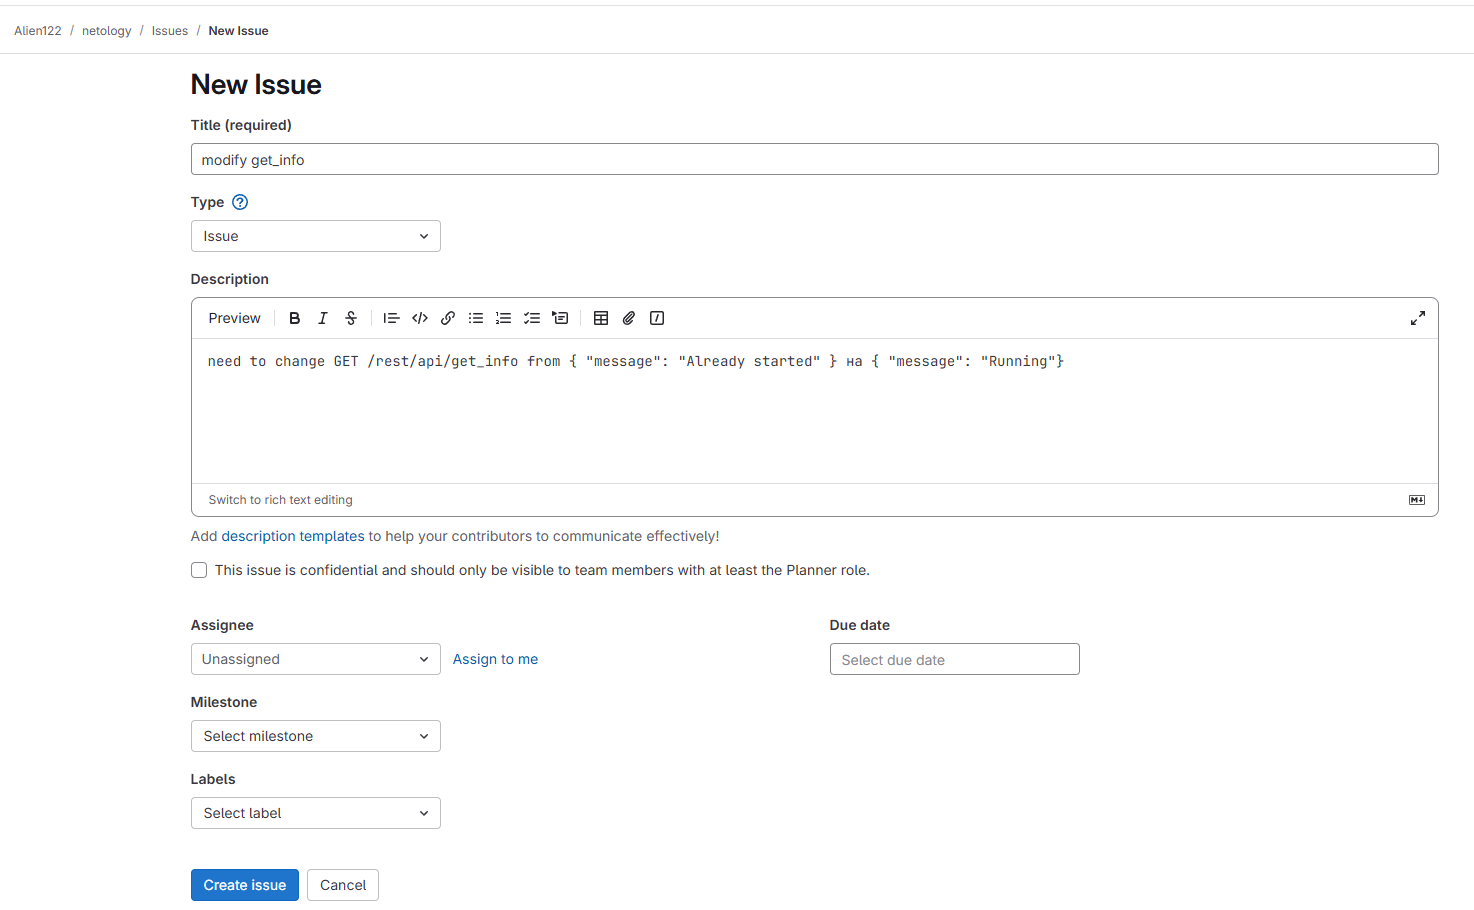 Alien122 / netology / Issues / New Issue
New Issue
Title (required)
modify get_info
Type
Issue
Description
Preview
need to change GET /rest/api/get_info from { "message": "Already started" } на { "message": "Running"}
Switch to rich text editing
Add description templates to help your contributors to communicate effectively!
This issue is confidential and should only be visible to team members with at least the Planner role.
Assignee Due date
Unassigned Assign to me Select due date
Milestone
Select milestone
Labels
Select label
Create issue Cancel